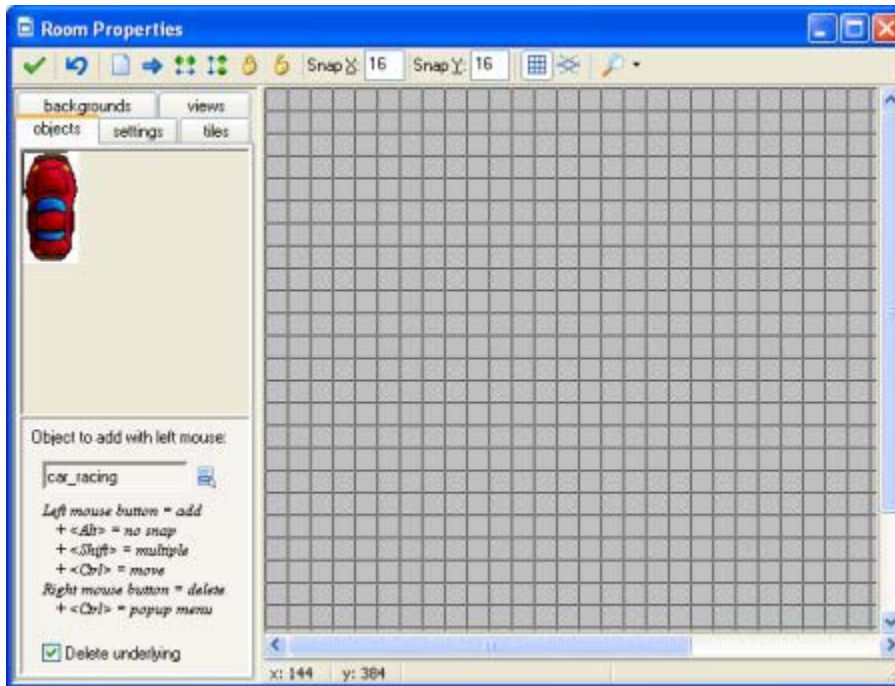 Room Properties
Snap X: 16 Snap Y: 16
backgrounds views
objects settings tiles
Object to add with left mouse:
car_racing
Left mouse button = add
+ <Alt> = no snap
+ <Shift> = multiple
+ <Ctrl> = move
Right mouse button = delete
+ <Ctrl> = popup menu
Delete underlying
x: 144 y: 384